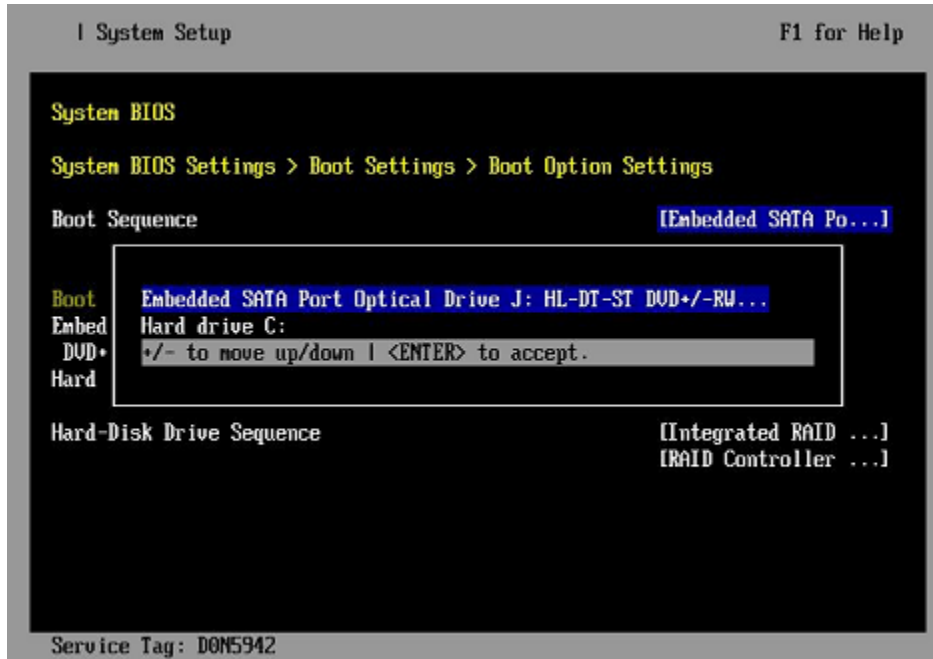 | System Setup F1 for Help
System BIOS
System BIOS Settings > Boot Settings > Boot Option Settings
Boot Sequence [Embedded SATA Po...]
Boot
Embedded SATA Port Optical Drive J: HL-DT-ST DVD+/-RW...
Embed
Hard drive C:
DVD+
+/- to move up/down | <ENTER> to accept.
Hard
Hard-Disk Drive Sequence [Integrated RAID ...]
[RAID Controller ...]
Service Tag: D0N5942